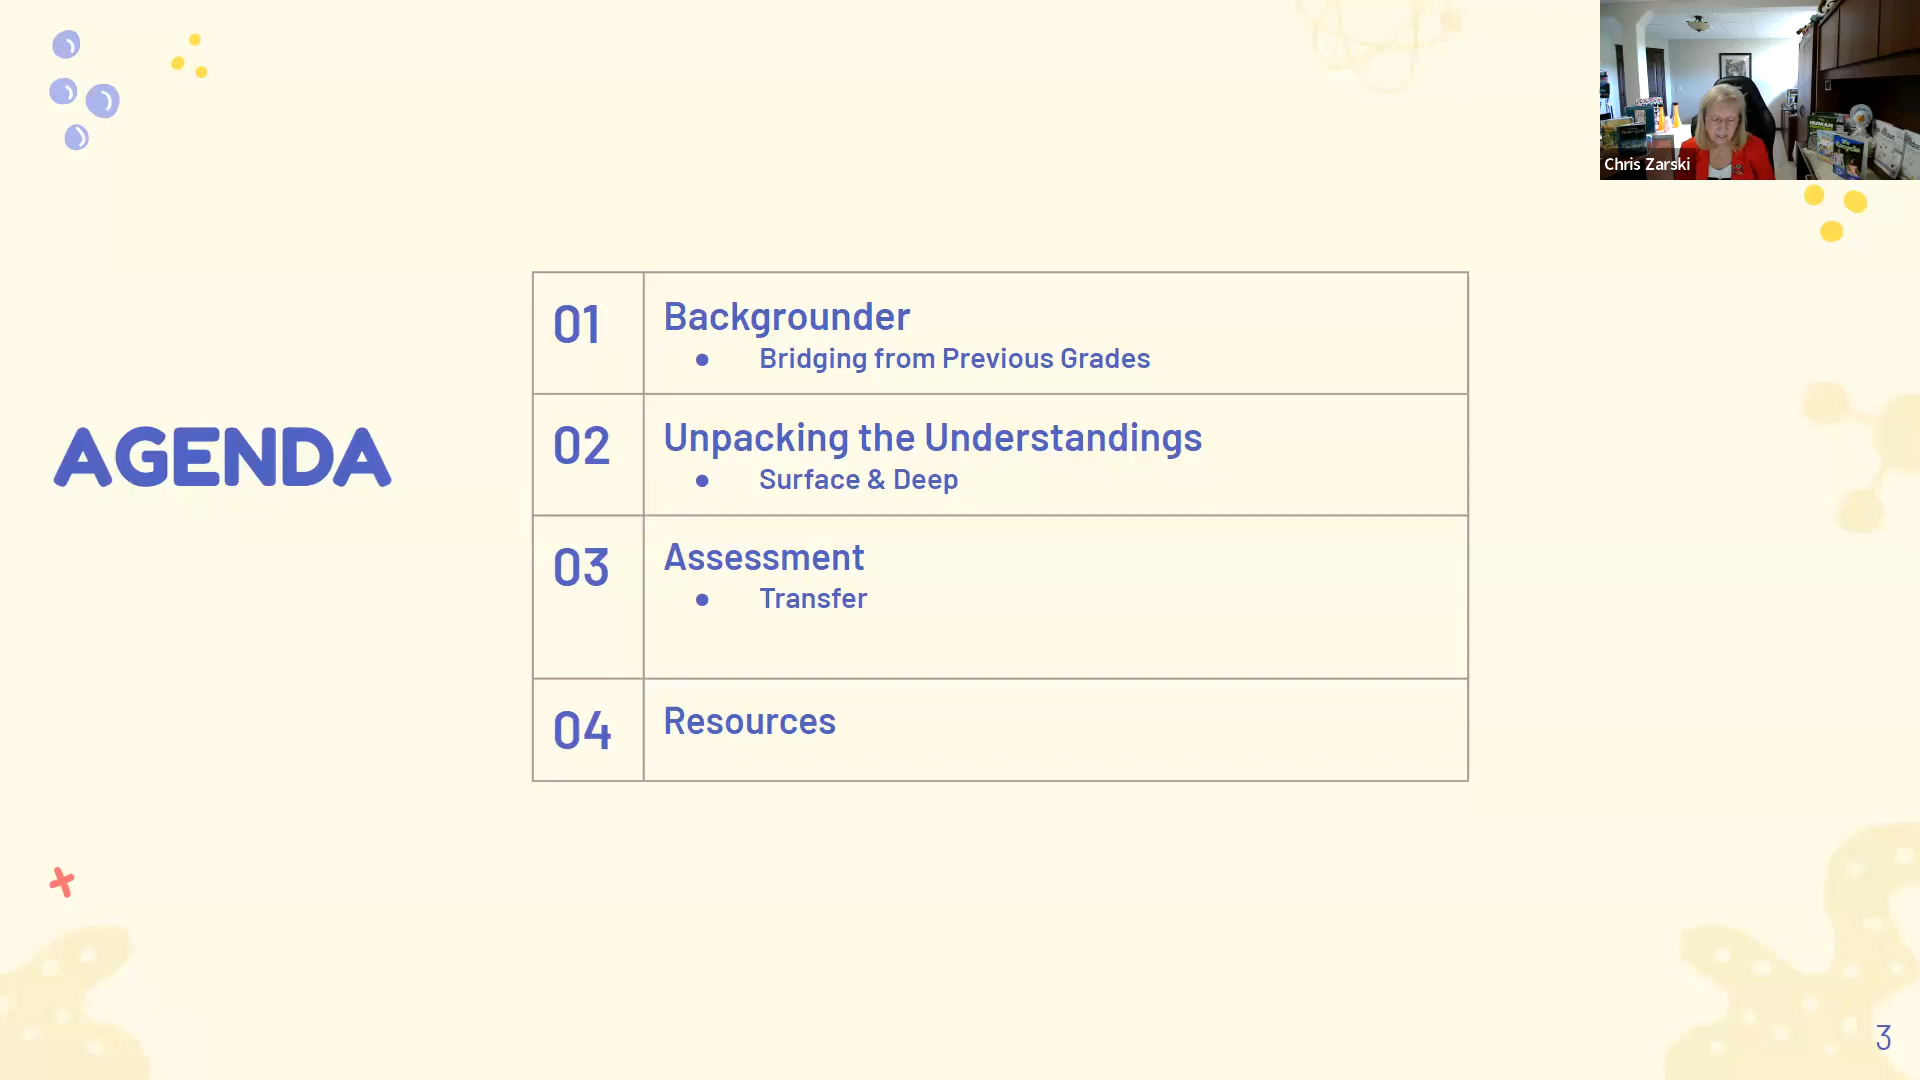 Chris Zarski
AGENDA
01
Backgrounder
● Bridging from Previous Grades
02
Unpacking the Understandings
● Surface & Deep
03
Assessment
● Transfer
04
Resources
3